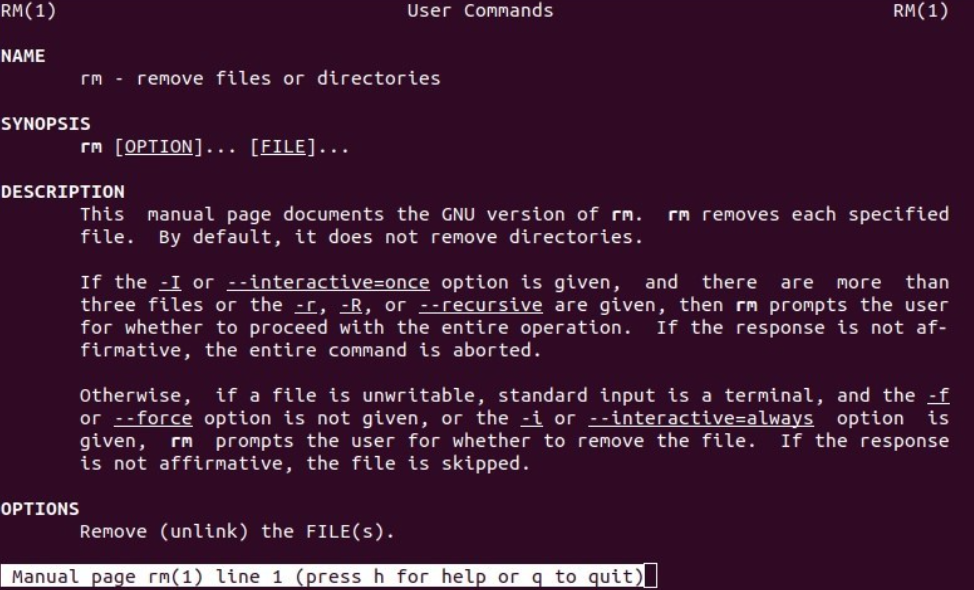 RM(1) User Commands RM(1)
NAME
rm - remove files or directories
SYNOPSIS
rm [OPTION]... [FILE]...
DESCRIPTION
This manual page documents the GNU version of rm. rm removes each specified
file. By default, it does not remove directories.
If the -I or --interactive=once option is given, and there are more than
three files or the -r, -R, or --recursive are given, then rm prompts the user
for whether to proceed with the entire operation. If the response is not af-
firmative, the entire command is aborted.
Otherwise, if a file is unwritable, standard input is a terminal, and the -f
or --force option is not given, or the -i or --interactive=always option is
given, rm prompts the user for whether to remove the file. If the response
is not affirmative, the file is skipped.
OPTIONS
Remove (unlink) the FILE(s).
Manual page rm(1) line 1 (press h for help or q to quit)